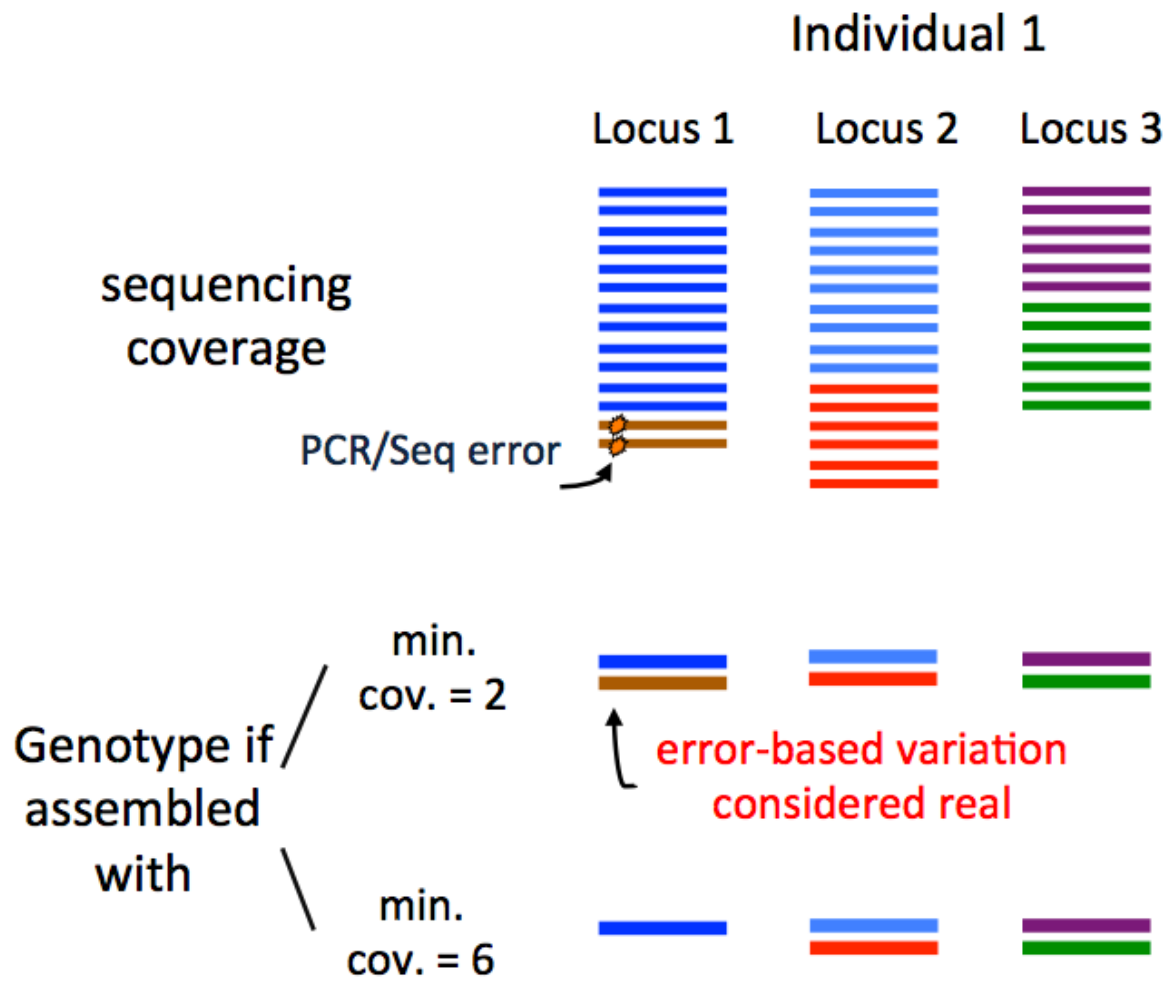 Individual 1
Locus 1
Locus 2
Locus 3
sequencing
coverage
PCR/Seq error
min.
cov. = 2
Genotype if
assembled
with
error-based variation
considered real
min.
cov. = 6